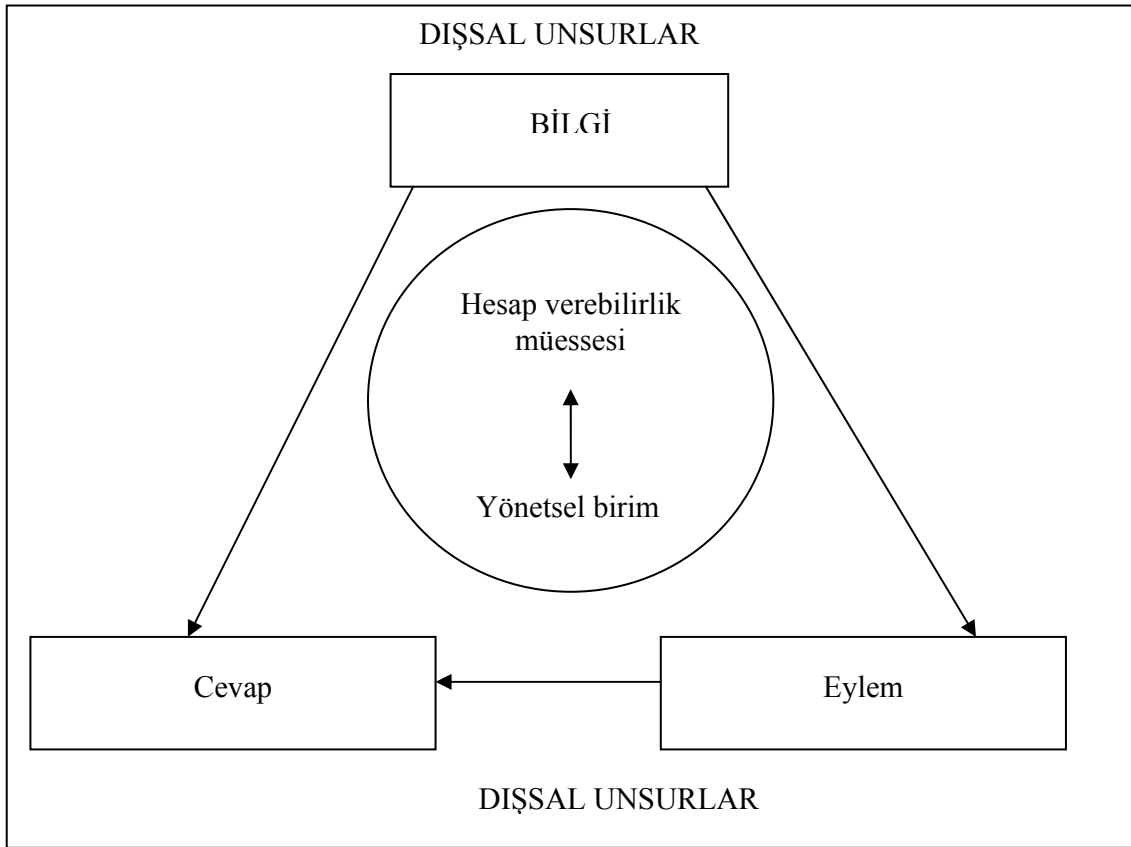 DIŞSAL UNSURLAR
BİLGİ
Hesap verebilirlik
müessesi
Yönetsel birim
Cevap
Eylem
DIŞSAL UNSURLAR